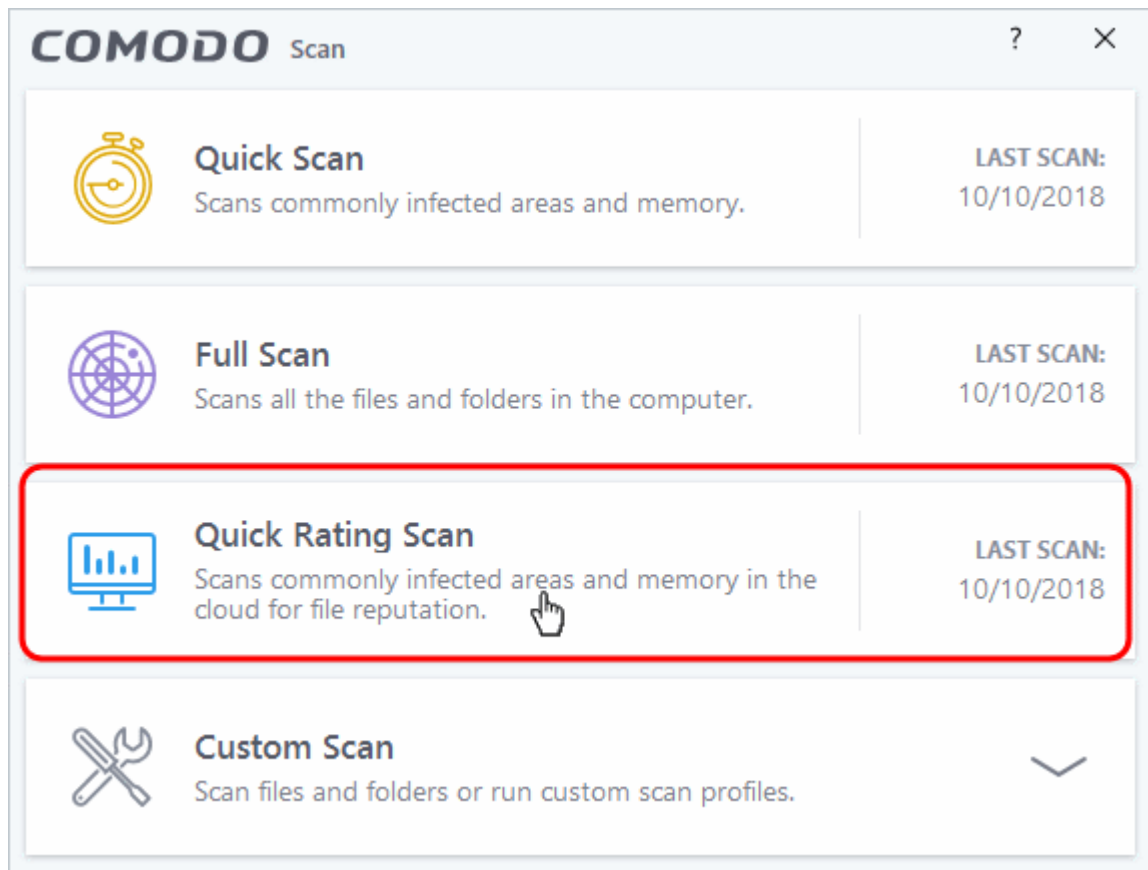 COMODO Scan
?
Quick Scan
Scans commonly infected areas and memory.
LAST SCAN:
10/10/2018
Full Scan
Scans all the files and folders in the computer.
LAST SCAN:
10/10/2018
Quick Rating Scan
Scans commonly infected areas and memory in the
cloud for file reputation.
LAST SCAN:
10/10/2018
Custom Scan
Scan files and folders or run custom scan profiles.